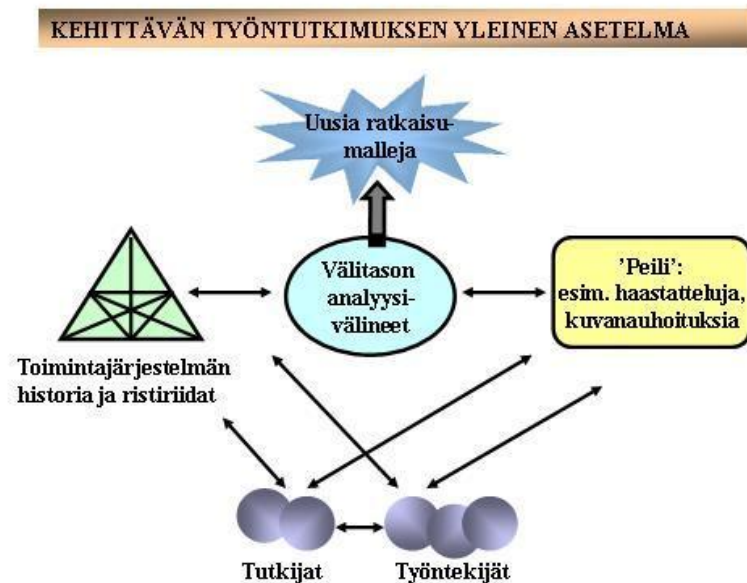 KEHITTÄVÄN TYÖNTUTKIMUKSEN YLEINEN ASETELMA
Uusia ratkaisu-
malleja
Välitason
analyysi-
välineet
'Peili':
esim. haastatteluja,
kuvanauhoituksia
Toimintajärjestelmän
historia ja ristiriidat
Tutkijat
Työntekijät